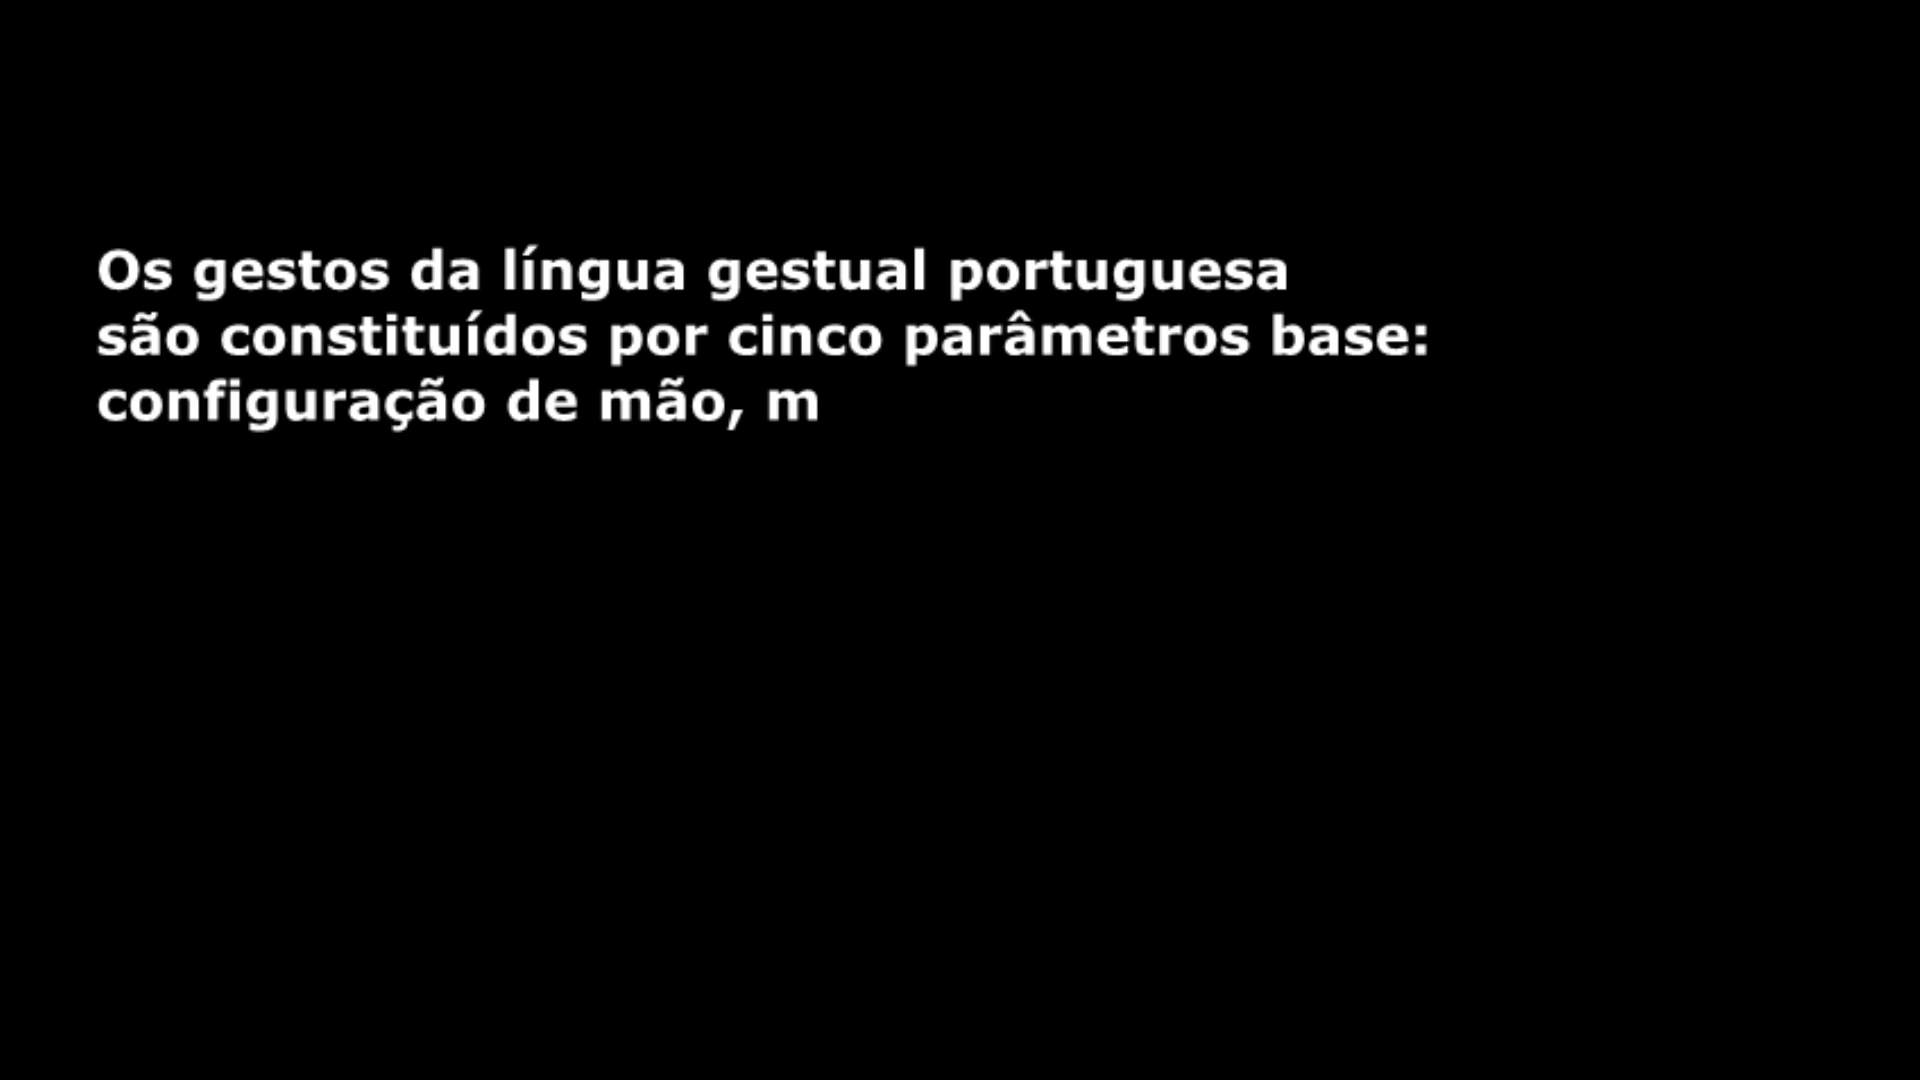 Os gestos da língua gestual portuguesa
são constituídos por cinco parâmetros base:
configuração de mão, m